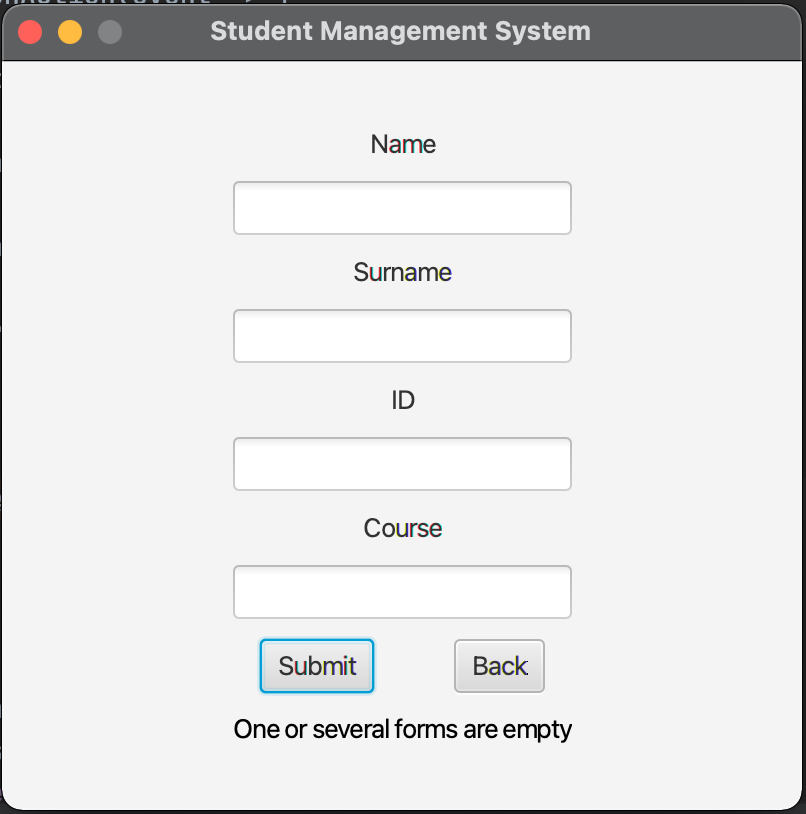 Student Management System
Name
Surname
ID
Course
Submit Back
One or several forms are empty